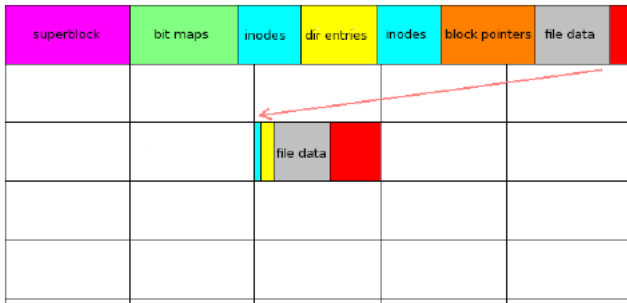 superblock bit maps inodes dir entries inodes block pointers file data
file data